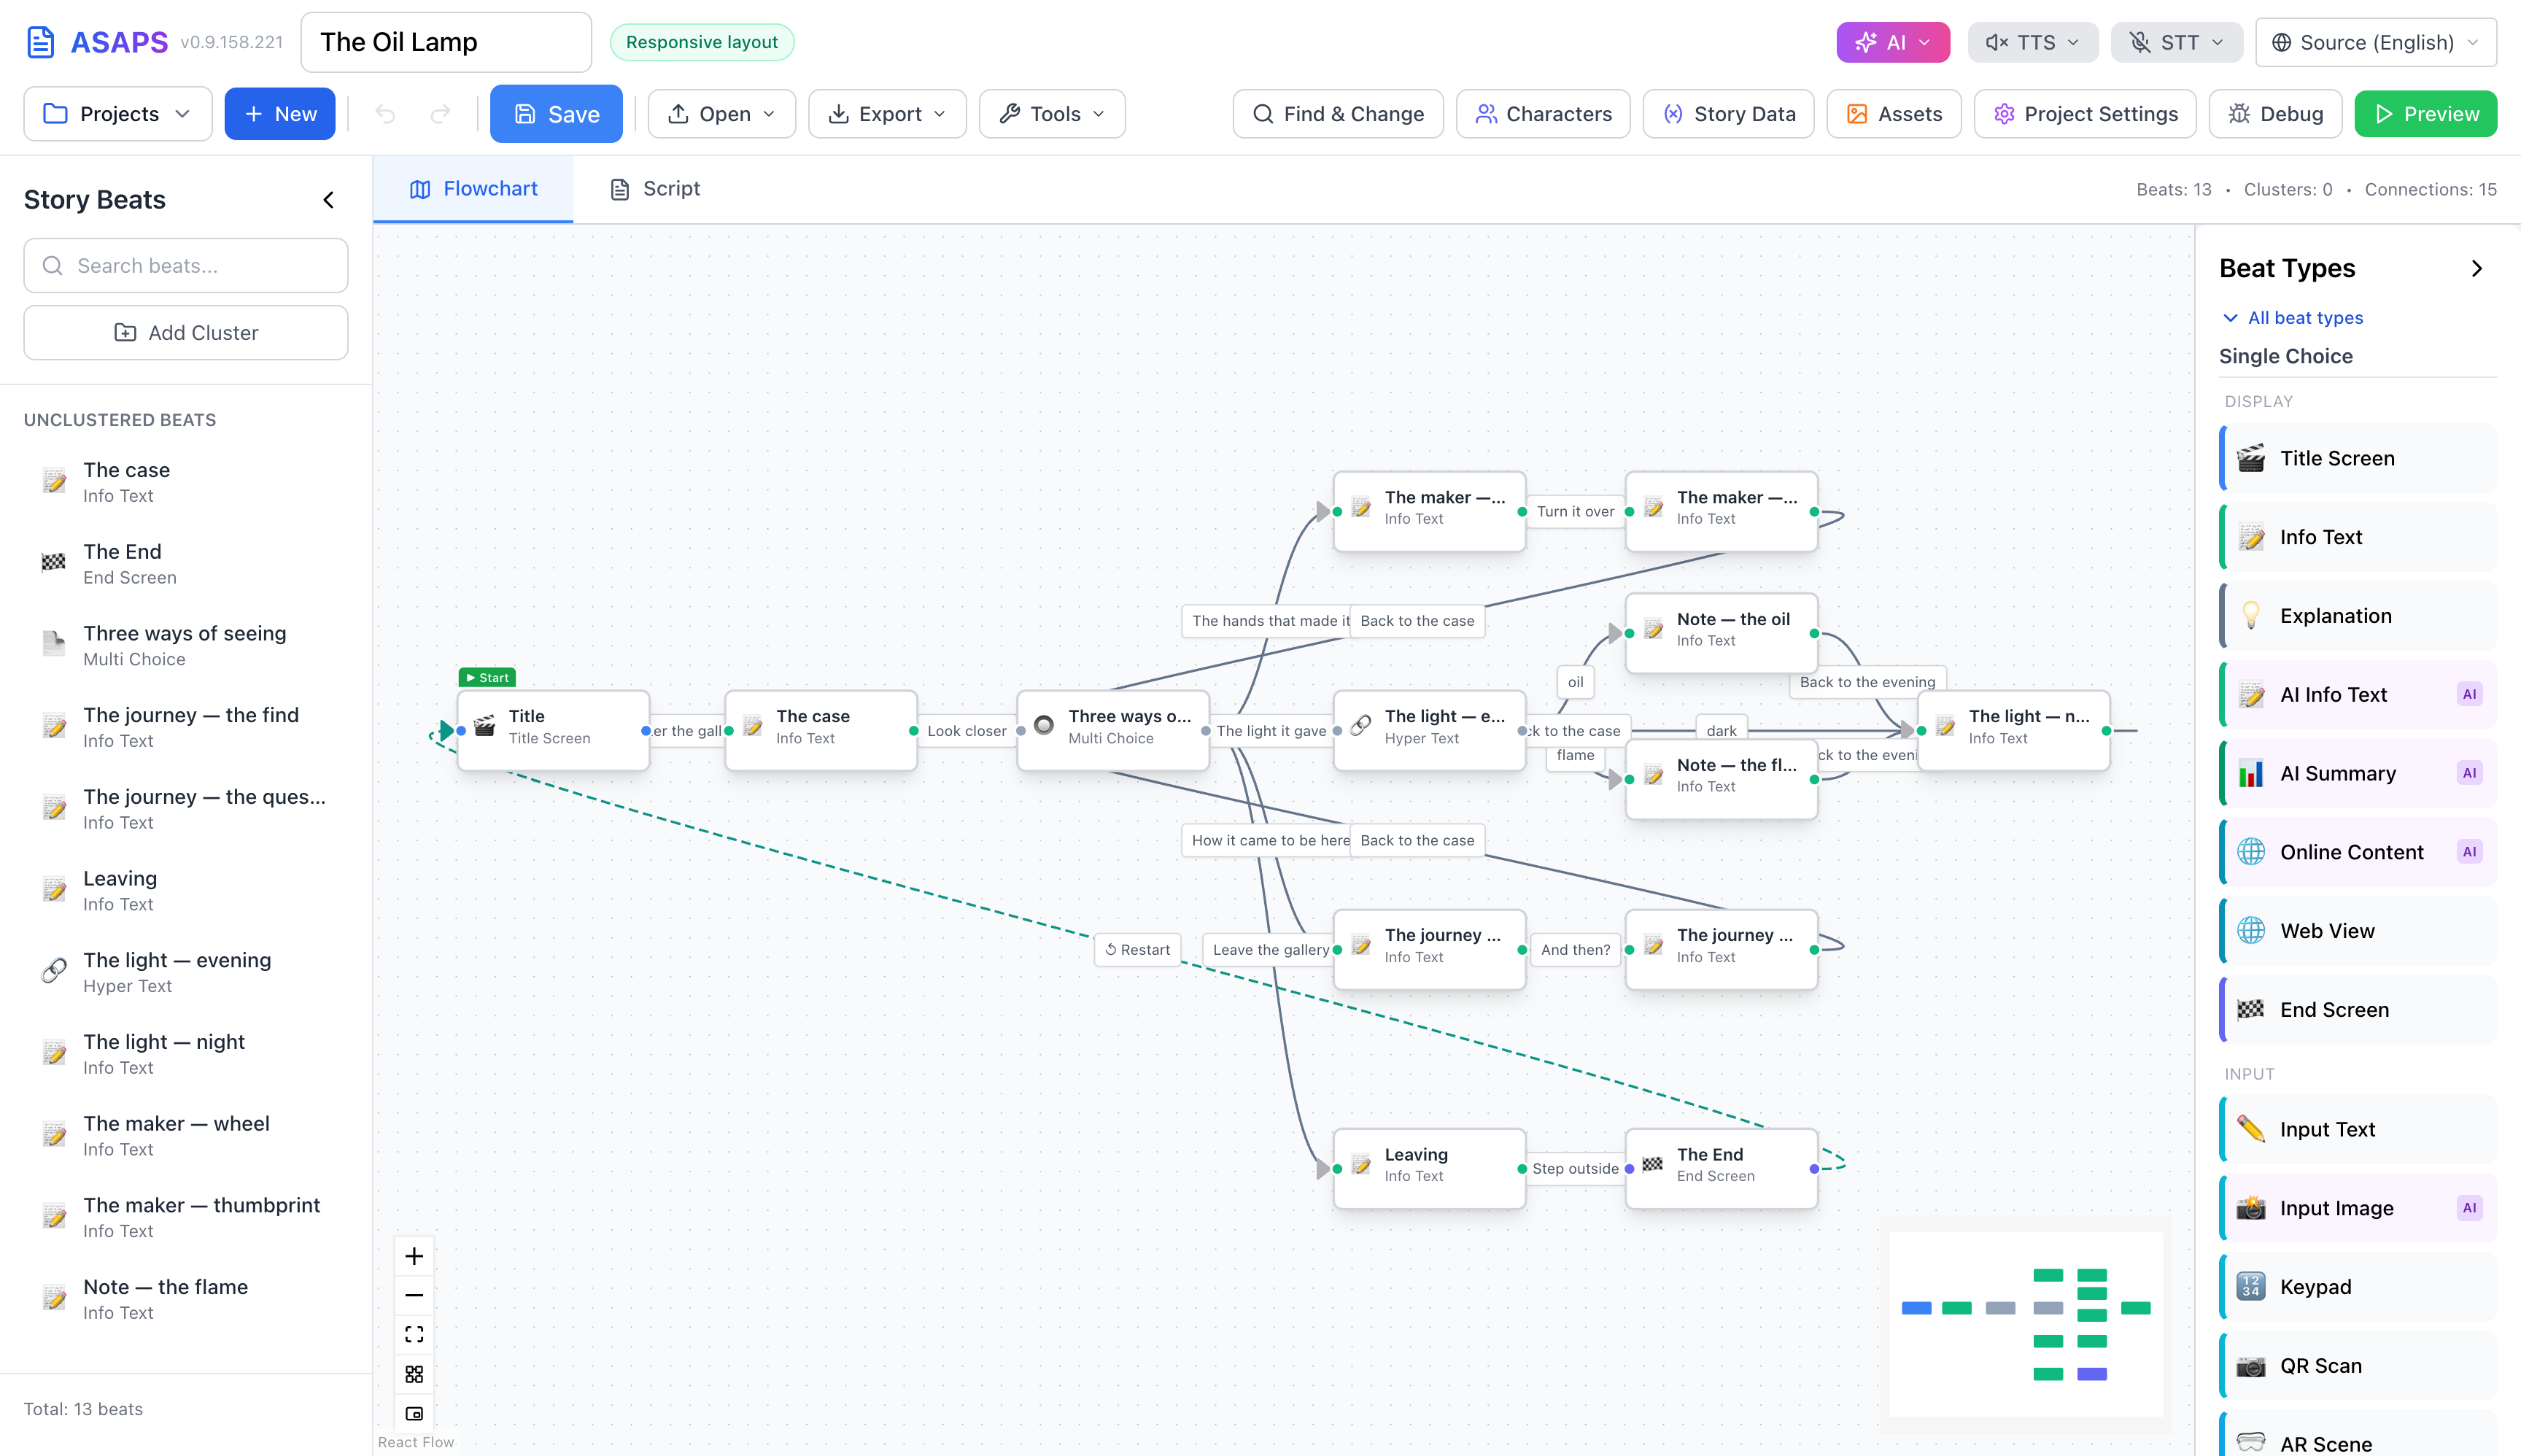 ASAPS v0.9.158.221 The Oil Lamp Responsive layout AI TTS STT Source (English)
Projects New Save Open Export Tools Find & Change Characters Story Data Assets Project Settings Debug Preview
Story Beats
Search beats...
Add Cluster
UNCLUSTERED BEATS
The case
Info Text
The End
End Screen
Three ways of seeing
Multi Choice
The journey — the find
Info Text
The journey — the ques...
Info Text
Leaving
Info Text
The light — evening
Hyper Text
The light — night
Info Text
The maker — wheel
Info Text
The maker — thumbprint
Info Text
Note — the flame
Info Text
Total: 13 beats
Flowchart Script
Beats: 13 • Clusters: 0 • Connections: 15
The maker —...
Info Text
Turn it over
The maker —...
Info Text
The hands that made it
Back to the case
Note — the oil
Info Text
oil
Back to the evening
Start
Title
Title Screen
er the gall
The case
Info Text
Look closer
Three ways o...
Multi Choice
The light it gave
The light — e...
Hyper Text
ck to the case
dark
The light — n...
Info Text
flame
Note — the fl...
Info Text
ck to the eveni
How it came to be here
Back to the case
Restart
Leave the gallery
The journey ...
Info Text
And then?
The journey ...
Info Text
Leaving
Info Text
Step outside
The End
End Screen
React Flow
Beat Types
All beat types
Single Choice
DISPLAY
Title Screen
Info Text
Explanation
AI Info Text AI
AI Summary AI
Online Content AI
Web View
End Screen
INPUT
Input Text
Input Image AI
12
34
Keypad
QR Scan
AR Scene